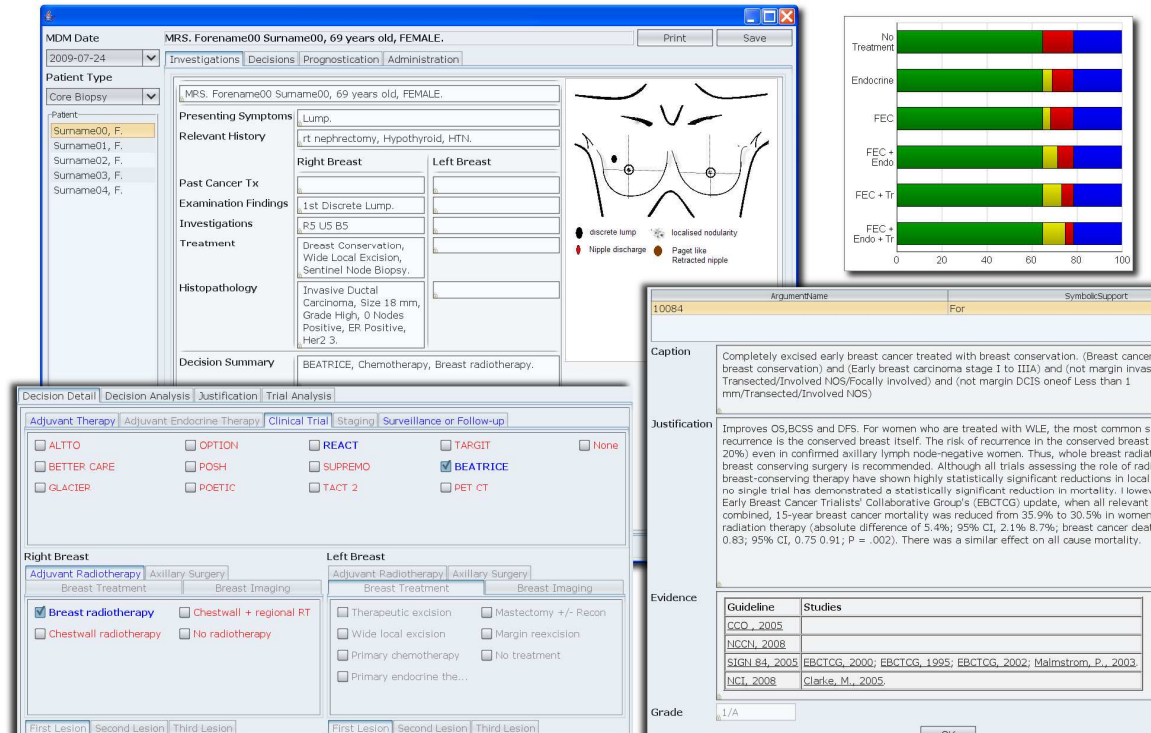 MDM Date
2009-07-24
Patient Type
Core Biopsy
Patient
Surname00, F.
Surname01, F.
Surname02, F.
Surname03, F.
Surname04, F.
MRS. Forename00 Surname00, 69 years old, FEMALE.
Print
Save
Investigations Decisions Prognostication Administration
MRS. Forename00 Surname00, 69 years old, FEMALE.
Presenting Symptoms Lump.
Relevant History rt nephrectomy, Hypothyroid, HTN.
Right Breast Left Breast
Past Cancer Tx
Examination Findings 1st Discrete Lump.
Investigations R5 U5 B5
Treatment Breast Conservation,
Wide Local Excision,
Sentinel Node Biopsy.
Histopathology Invasive Ductal
Carcinoma, Size 18 mm,
Grade High, 0 Nodes
Positive, ER Positive,
Her2 3.
Decision Summary BEATRICE, Chemotherapy, Breast radiotherapy.
discrete lump localised nodularity
Nipple discharge Paget like
Retracted nipple
No
Treatment
Endocrine
FEC
FEC +
Endo
FEC + Tr
FEC +
Endo + Tr
0 20 40 60 80 100
Decision Detail Decision Analysis Justification Trial Analysis
Adjuvant Therapy Adjuvant Endocrine Therapy Clinical Trial Staging Surveillance or Follow-up
ALTTO OPTION REACT TARGIT None
BETTER CARE POSH SUPREMO BEATRICE
GLACIER POETIC TACT 2 PET CT
Right Breast Left Breast
Adjuvant Radiotherapy Axillary Surgery
Breast Treatment Breast Imaging
Breast radiotherapy Chestwall + regional RT
Chestwall radiotherapy No radiotherapy
First Lesion Second Lesion Third Lesion
Adjuvant Radiotherapy Axillary Surgery
Breast Treatment Breast Imaging
Therapeutic excision Mastectomy +/- Recon
Wide local excision Margin reexcision
Primary chemotherapy No treatment
Primary endocrine the...
First Lesion Second Lesion Third Lesion
ArgumentName SymbolicSupport
10084 For
Caption
Completely excised early breast cancer treated with breast conservation. (Breast cancer
breast conservation) and (Early breast carcinoma stage I to IIIA) and (not margin invas
Transected/Involved NOS/Focally involved) and (not margin DCIS oneof Less than 1
mm/Transected/Involved NOS)
Justification
Improves OS,BCSS and DFS. For women who are treated with WLE, the most common s
recurrence is the conserved breast itself. The risk of recurrence in the conserved breast
20%) even in confirmed axillary lymph node-negative women. Thus, whole breast radia
breast conserving surgery is recommended. Although all trials assessing the role of radi
breast-conserving therapy have shown highly statistically significant reductions in local
no single trial has demonstrated a statistically significant reduction in mortality. Howev
Early Breast Cancer Trialists' Collaborative Group's (EBCTCG) update, when all relevant
combined, 15-year breast cancer mortality was reduced from 35.9% to 30.5% in women
radiation therapy (absolute difference of 5.4%; 95% CI, 2.1% 8.7%; breast cancer deat
0.83; 95% CI, 0.75 0.91; P = .002). There was a similar effect on all cause mortality.
Evidence
Guideline Studies
CCO , 2005
NCCN, 2008
SIGN 84, 2005 EBCTCG, 2000; EBCTCG, 1995; EBCTCG, 2002; Malmstrom, P., 2003.
NCI, 2008 Clarke, M., 2005.
Grade 1/A